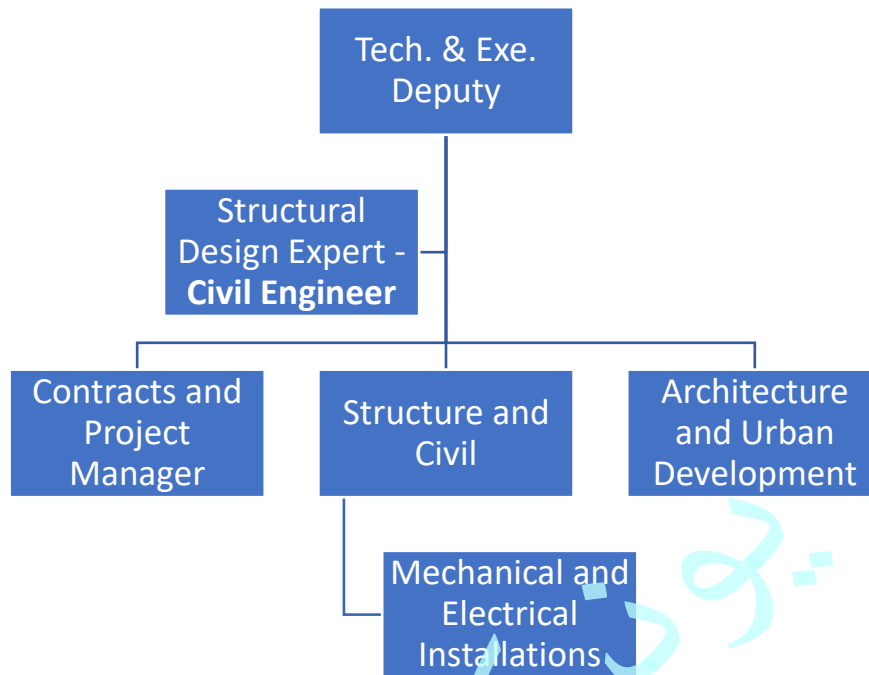 Tech. & Exe.
Deputy
Structural
Design Expert -
Civil Engineer
Contracts and
Project
Manager
Structure and
Civil
Architecture
and Urban
Development
Mechanical and
Electrical
Installations